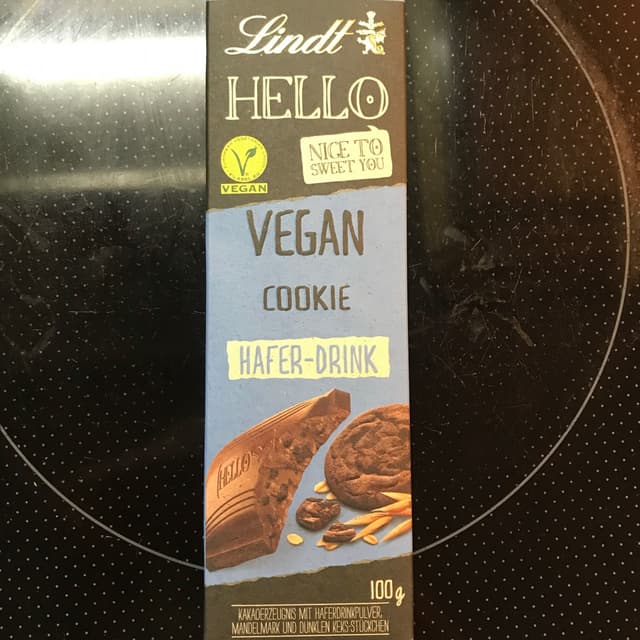 Lindt
HELLO
NICE TO
SWEET YOU
VEGAN
VEGAN
COOKIE
HAFER-DRINK
HELLO
100g
KAKAOERZEUGNIS MIT HAFERDRINKPULVER,
MANDELMARK UND DUNKLEN KEKS-STÜCKCHEN